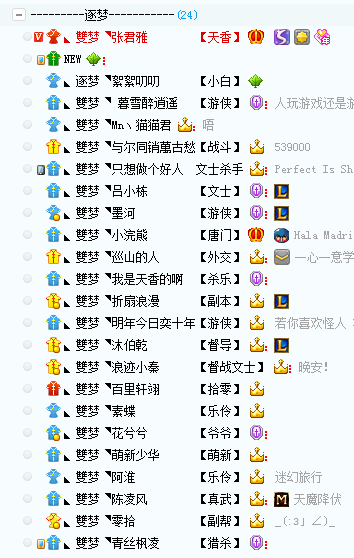 ---------逐梦----------- (24)
雙梦 ◥张君雅 【天香】
NEW
逐梦 ◥絮絮叨叨 【小白】
雙梦 ◥ 暮雪醉逍遥 【游侠】 人玩游戏还是游
雙梦 ◥Mn丶猫猫君 : 唔
雙梦 ◥与尔同销萬古愁 【战斗】 539000
雙梦 ◥只想做个好人 文士杀手 Perfect Is Sh
雙梦 ◥吕小栋 【文士】
雙梦 ◥墨河 【游侠】
雙梦 ◥小浣熊 【唐门】 Hala Madri
雙梦 ◥巡山的人 【外交】 一心一意学
雙梦 ◥我是天香的啊 【杀乐】
雙梦 ◥折扇浪漫 【副本】
雙梦 ◥明年今日奕十年 【游侠】 若你喜欢怪人
雙梦 ◥沐伯乾 【督导】
雙梦 ◥浪迹小秦 【督战文士】 晚安!
雙梦 ◥百里轩翊 【拾零】
雙梦 ◥素蝶 【乐伶】
雙梦 ◥花兮兮 【爷爷】
雙梦 ◥萌新少华 【萌新】
雙梦 ◥阿淮 【乐伶】 迷幻旅行
雙梦 ◥陈凌风 【真武】 天魔降伏
雙梦 ◥零拾 【副帮】 _(:3」∠)_
雙梦 ◥青丝枫凌 【猎杀】